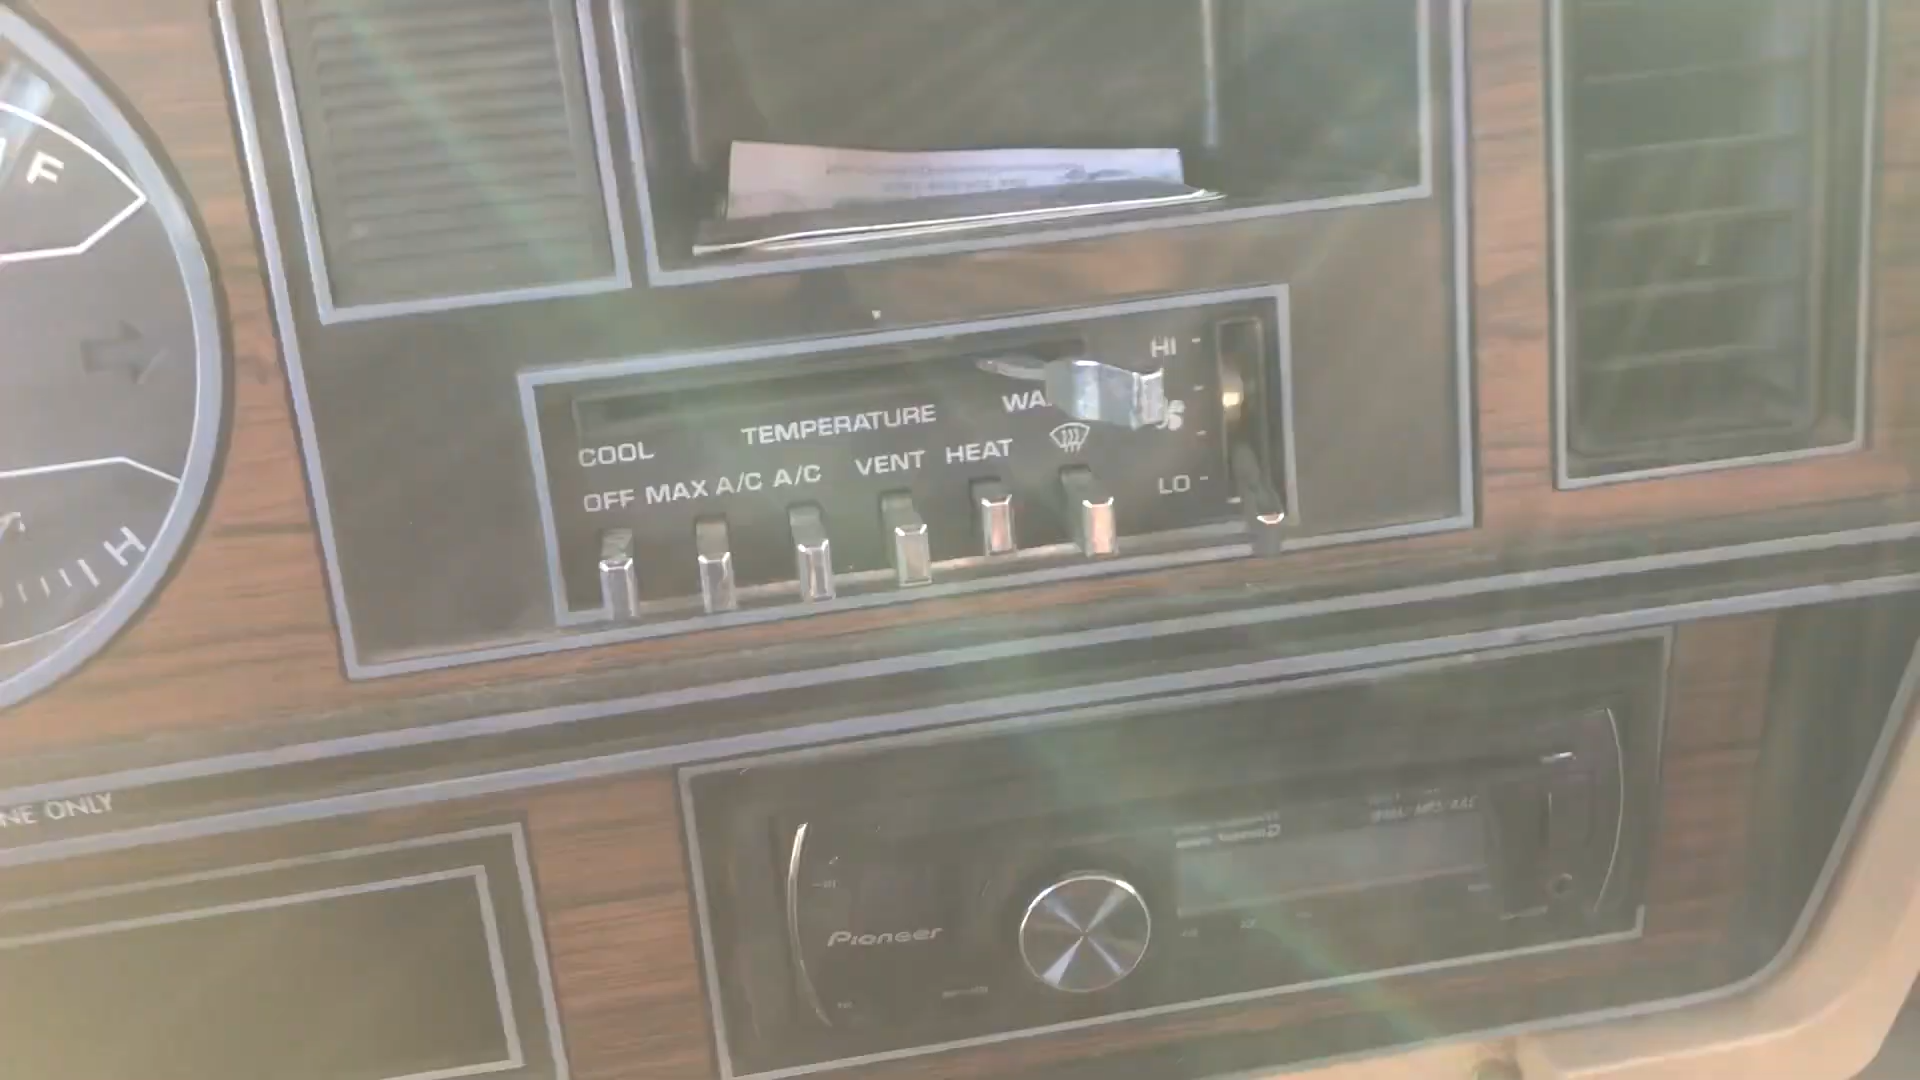 F
H
HI
TEMPERATURE WA
COOL
LO
OFF MAX A/C A/C VENT HEAT
NE ONLY
Pioneer